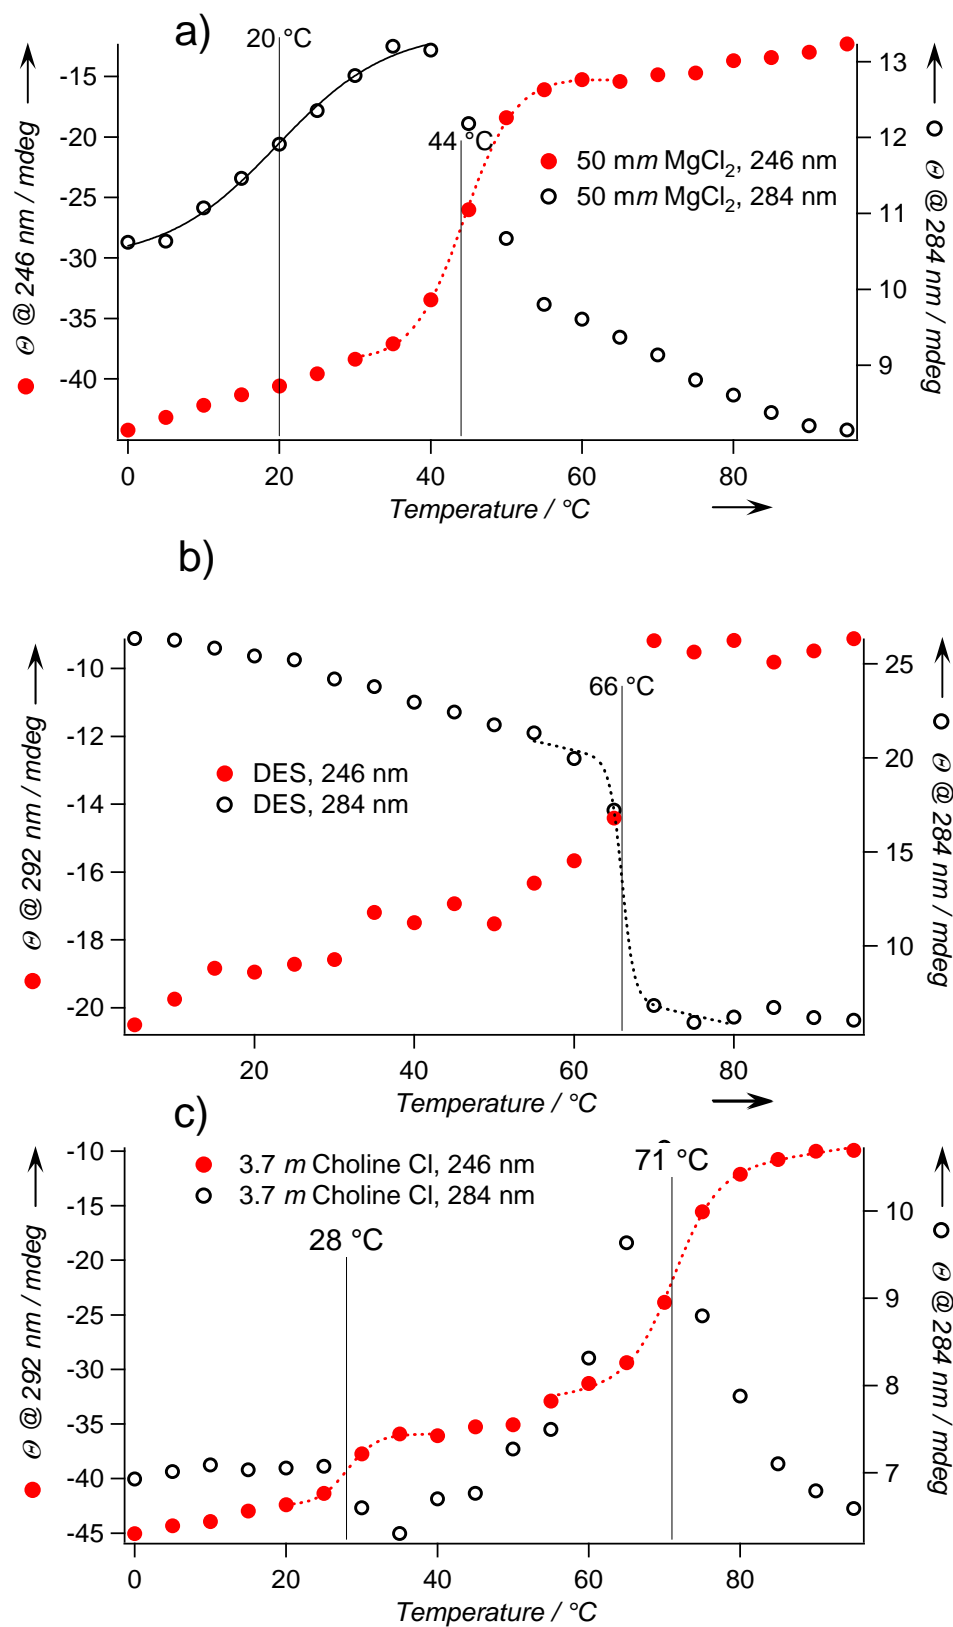 a)
20 °C
44 °C
-15
-20
-25
-30
-35
-40
Θ @ 246 nm / mdeg
50 mm MgCl2, 246 nm
50 mm MgCl2, 284 nm
13
12
11
10
9
Θ @ 284 nm / mdeg
0 20 40 60 80
Temperature / °C
b)
66 °C
-10
-12
-14
-16
-18
-20
Θ @ 292 nm / mdeg
DES, 246 nm
DES, 284 nm
25
20
15
10
Θ @ 284 nm / mdeg
20 40 60 80
Temperature / °C
c)
3.7 m Choline Cl, 246 nm
3.7 m Choline Cl, 284 nm
71 °C
28 °C
-10
-15
-20
-25
-30
-35
-40
-45
Θ @ 292 nm / mdeg
10
9
8
7
Θ @ 284 nm / mdeg
0 20 40 60 80
Temperature / °C